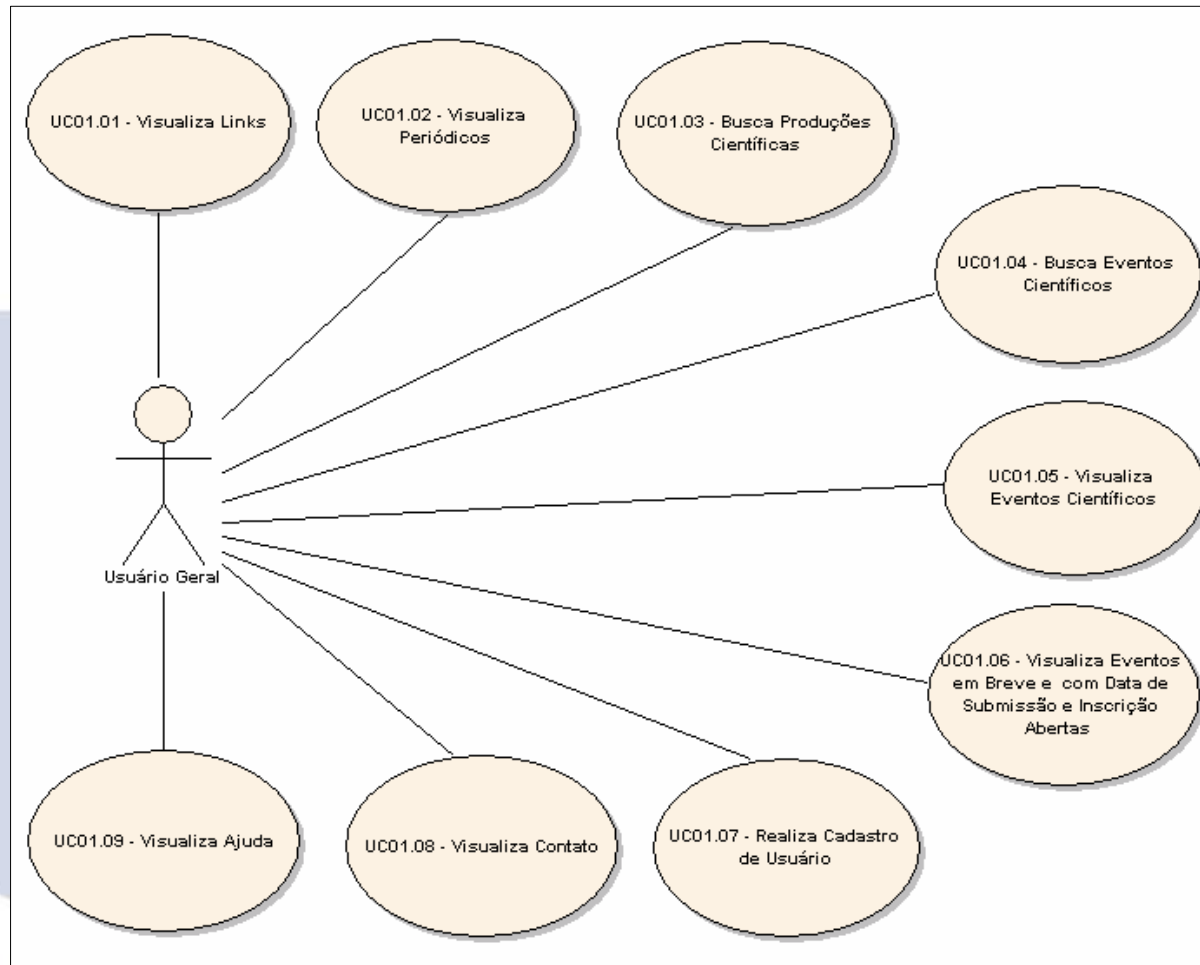 UC01.01 - Visualiza Links
UC01.02 - Visualiza
Periódicos
UC01.03 - Busca Produções
Científicas
UC01.04 - Busca Eventos
Científicos
UC01.05 - Visualiza
Eventos Científicos
UC01.06 - Visualiza Eventos
em Breve e com Data de
Submissão e Inscrição
Abertas
Usuário Geral
UC01.09 - Visualiza Ajuda
UC01.08 - Visualiza Contato
UC01.07 - Realiza Cadastro
de Usuário